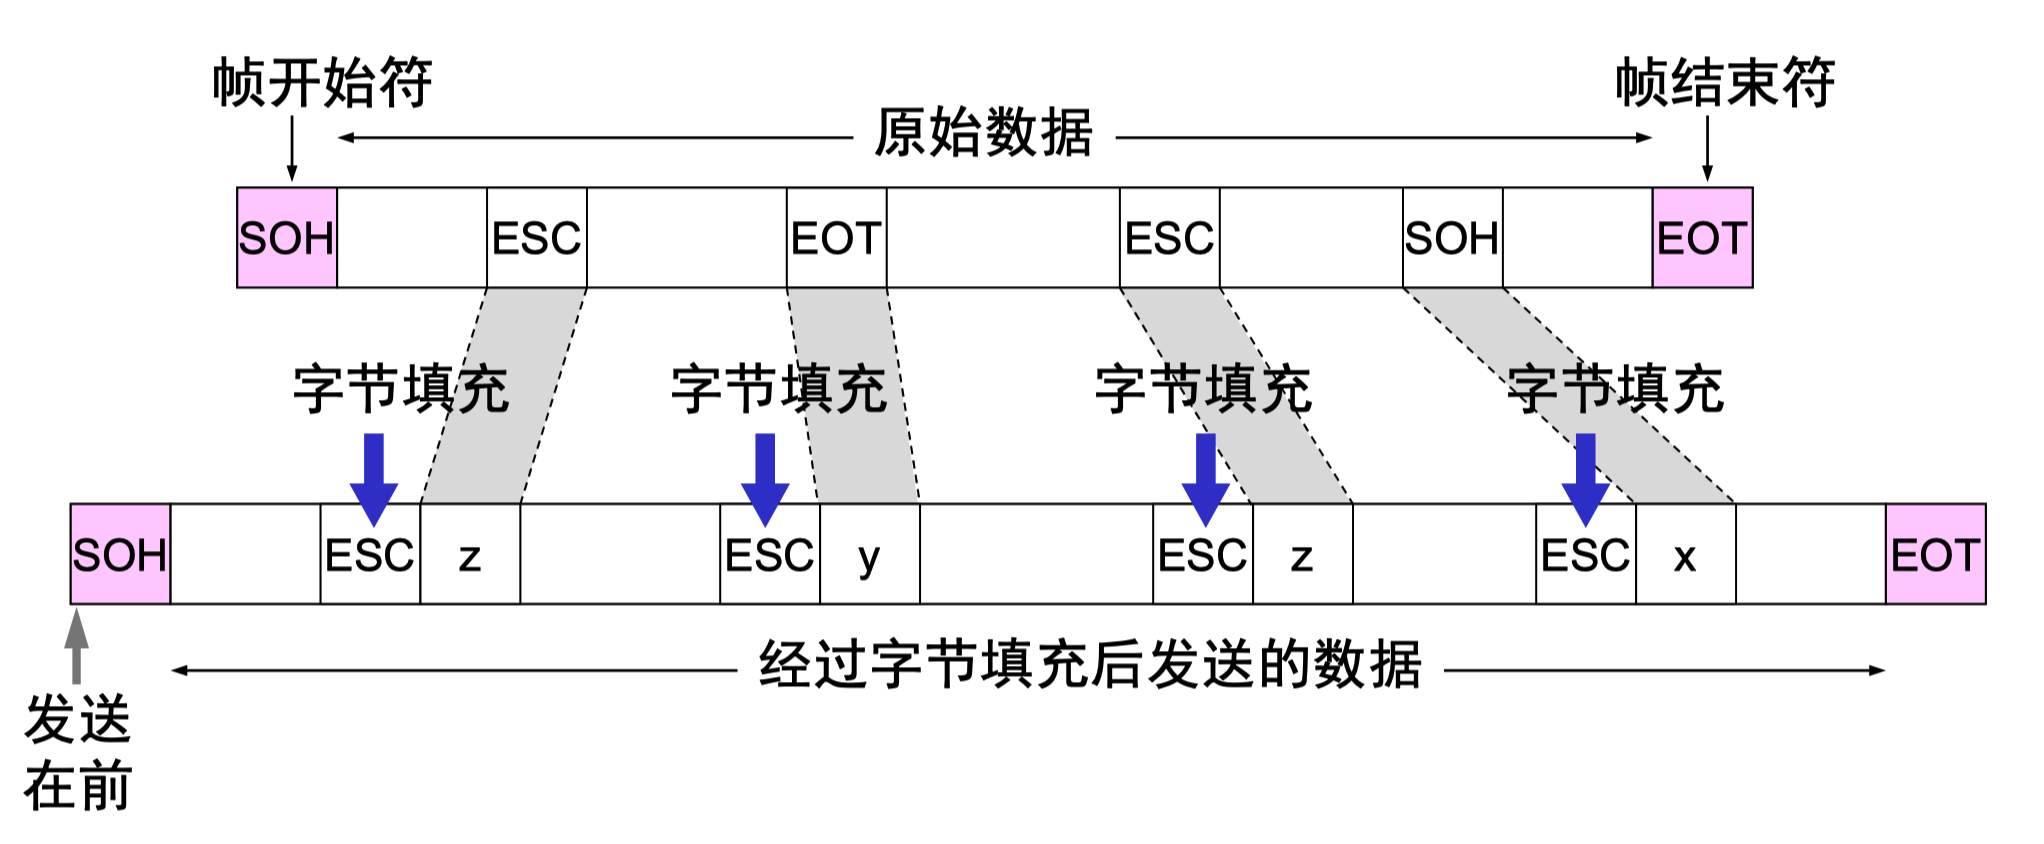 帧开始符
帧结束符
原始数据
SOH ESC EOT ESC SOH EOT
字节填充 字节填充 字节填充 字节填充
SOH ESC z ESC y ESC z ESC x EOT
经过字节填充后发送的数据
发送
在前